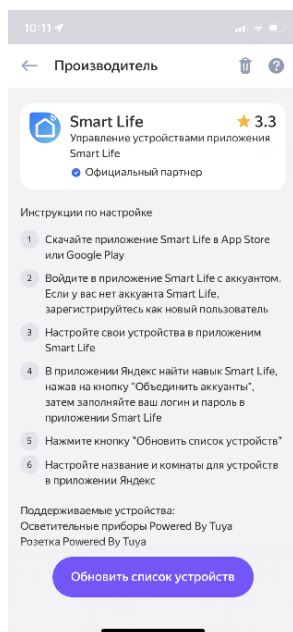 10:11
Производитель
Smart Life
3.3
Управление устройствами приложения
Smart Life
Официальный партнер
Инструкции по настройке
1 Скачайте приложение Smart Life в App Store
или Google Play
2 Войдите в приложение Smart Life с аккуантом.
Если у вас нет аккуанта Smart Life,
зарегистрируйтесь как новый пользователь
3 Настройте свои устройства в приложеним
Smart Life
4 В приложении Яндекс найти навык Smart Life,
нажав на кнопку "Объединить аккуанты",
затем заполняйте ваш логин и пароль в
приложении Smart Life
5 Нажмите кнопку "Обновить список устройств"
6 Настройте название и комнаты для устройств
в приложении Яндекс
Поддерживаемые устройства:
Осветительные приборы Powered By Tuya
Розетка Powered By Tuya
Обновить список устройств